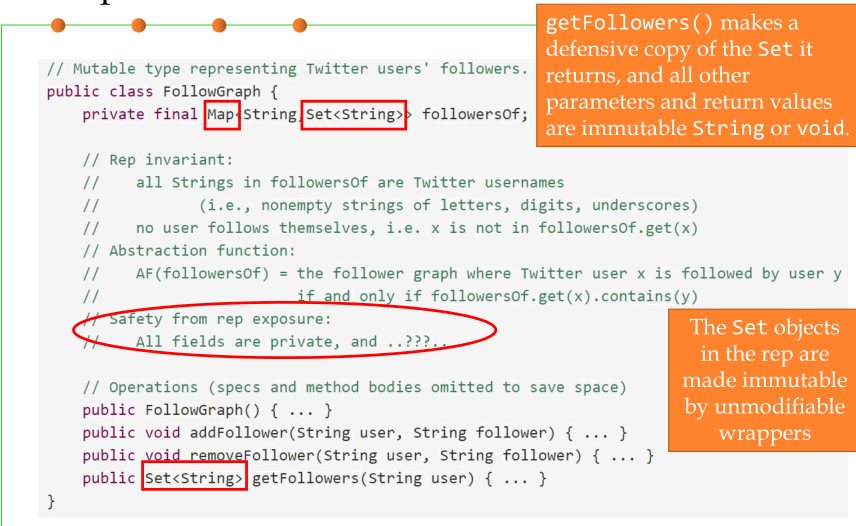 getFollowers() makes a
defensive copy of the Set it
returns, and all other
parameters and return values
are immutable String or void.
// Mutable type representing Twitter users' followers.
public class FollowGraph {
    private final Map<String,Set<String>> followersOf;
    // Rep invariant:
    //    all Strings in followersOf are Twitter usernames
    //           (i.e., nonempty strings of letters, digits, underscores)
    //    no user follows themselves, i.e. x is not in followersOf.get(x)
    // Abstraction function:
    //    AF(followersOf) = the follower graph where Twitter user x is followed by user y
    //                        if and only if followersOf.get(x).contains(y)
    // Safety from rep exposure:
    //    All fields are private, and ..???..
The Set objects
in the rep are
made immutable
by unmodifiable
wrappers
    // Operations (specs and method bodies omitted to save space)
    public FollowGraph() { ... }
    public void addFollower(String user, String follower) { ... }
    public void removeFollower(String user, String follower) { ... }
    public Set<String> getFollowers(String user) { ... }
}